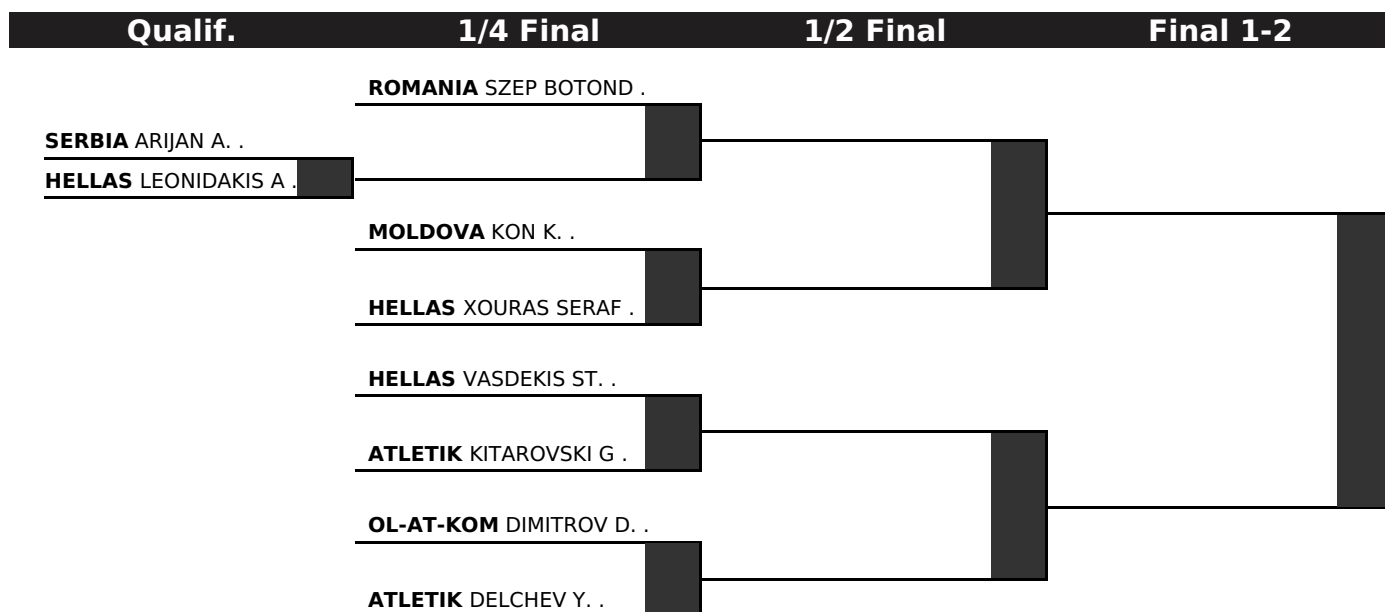 Qualif. 1/4 Final 1/2 Final Final 1-2
ROMANIA SZEP BOTOND .
SERBIA ARIJAN A. .
HELLAS LEONIDAKIS A .
MOLDOVA KON K. .
HELLAS XOURAS SERAF .
HELLAS VASDEKIS ST. .
ATLETIK KITAROVSKI G .
OL-AT-KOM DIMITROV D. .
ATLETIK DELCHEV Y. .